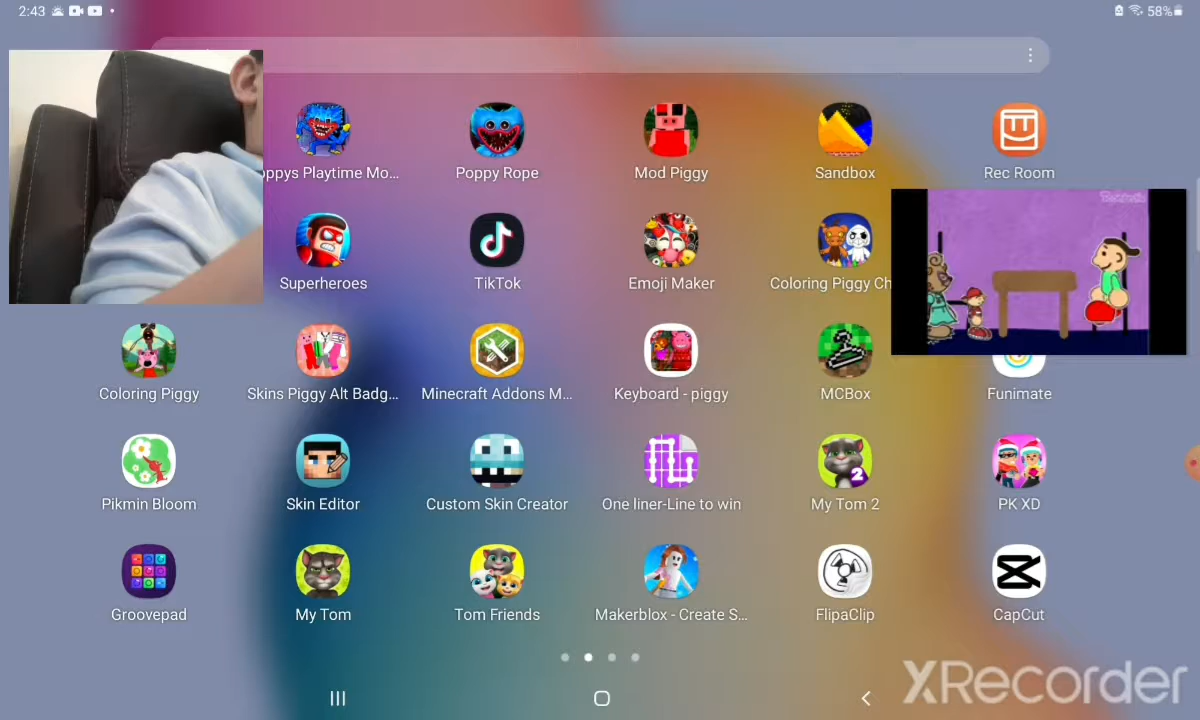 2:43
58%
oppys Playtime Mo...
Poppy Rope
Mod Piggy
Sandbox
Rec Room
Superheroes
TikTok
Emoji Maker
Coloring Piggy Ch
Coloring Piggy
Skins Piggy Alt Badg...
Minecraft Addons M...
Keyboard - piggy
MCBox
Funimate
Pikmin Bloom
Skin Editor
Custom Skin Creator
One liner-Line to win
My Tom 2
PK XD
Groovepad
My Tom
Tom Friends
Makerblox - Create S...
FlipaClip
CapCut
XRecorder